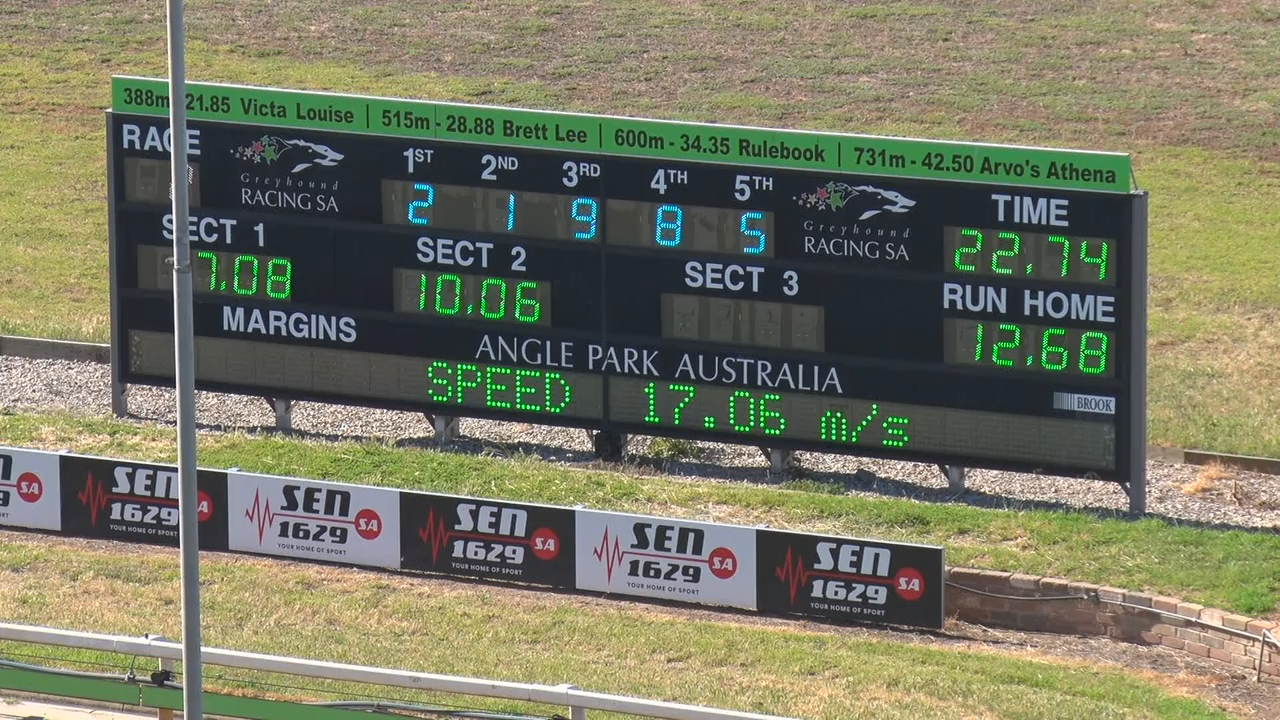 388m 21.85 Victa Louise | 515m - 28.88 Brett Lee | 600m - 34.35 Rulebook | 731m - 42.50 Arvo's Athena
RACE
Greyhound
RACING SA
1ST 2ND 3RD 4TH 5TH
2 1 9 8 5
Greyhound
RACING SA
TIME
22.74
SECT 1
7.08
SECT 2
10.06
SECT 3
RUN HOME
12.68
MARGINS
ANGLE PARK AUSTRALIA
SPEED 17.06 m/s
BROOK
9 SA
SEN
1629 SA
YOUR HOME OF SPORT
SEN
1629 SA
YOUR HOME OF SPORT
SEN
1629 SA
YOUR HOME OF SPORT
SEN
1629 SA
YOUR HOME OF SPORT
SEN
1629 SA
YOUR HOME OF SPORT